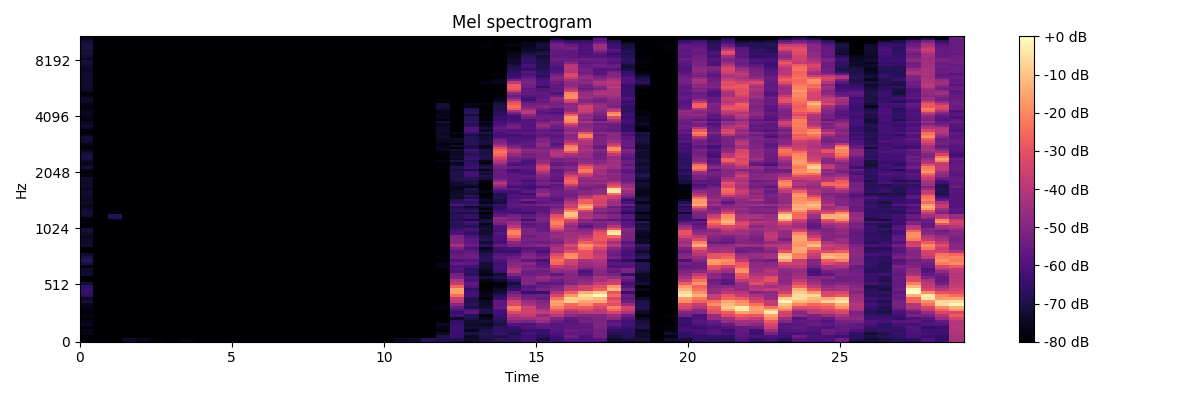 Mel spectrogram
+0 dB
8192
-10 dB
4096
-20 dB
-30 dB
Hz
2048
-40 dB
1024
-50 dB
-60 dB
512
-70 dB
0
-80 dB
0 5 10 15 20 25
Time